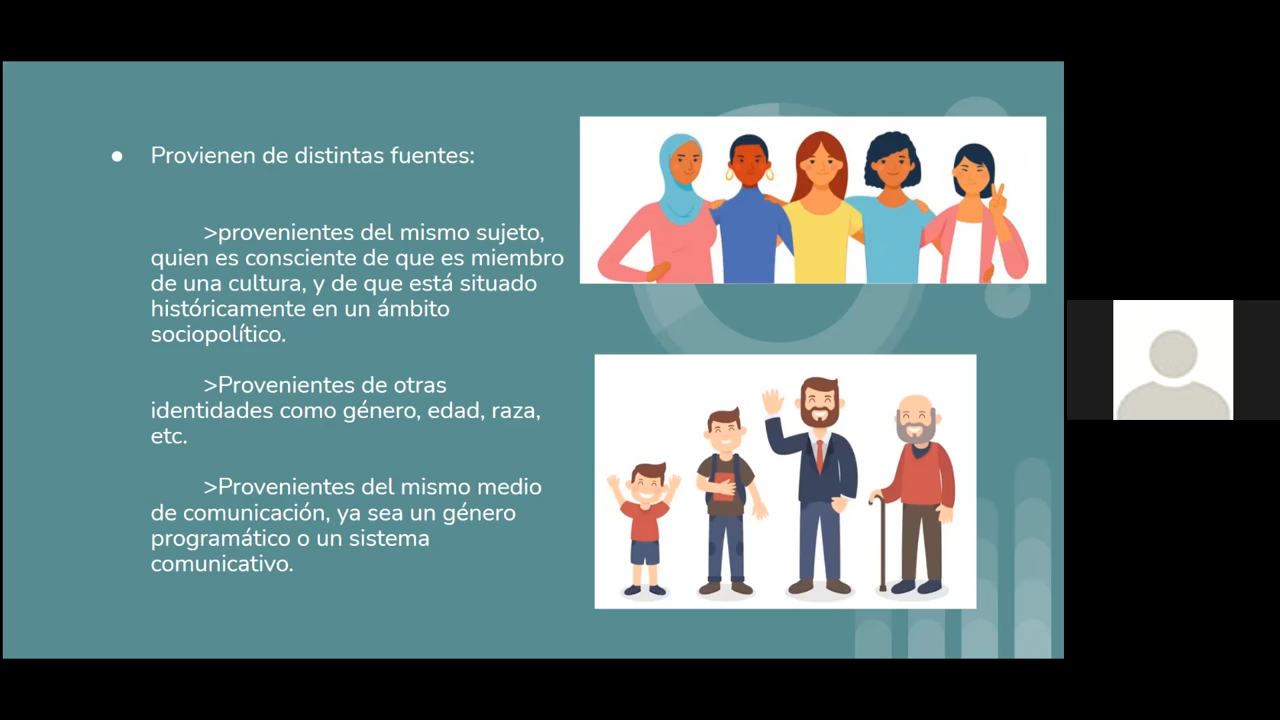 ● Provienen de distintas fuentes:
>provenientes del mismo sujeto,
quien es consciente de que es miembro
de una cultura, y de que está situado
históricamente en un ámbito
sociopolítico.
>Provenientes de otras
identidades como género, edad, raza,
etc.
>Provenientes del mismo medio
de comunicación, ya sea un género
programático o un sistema
comunicativo.